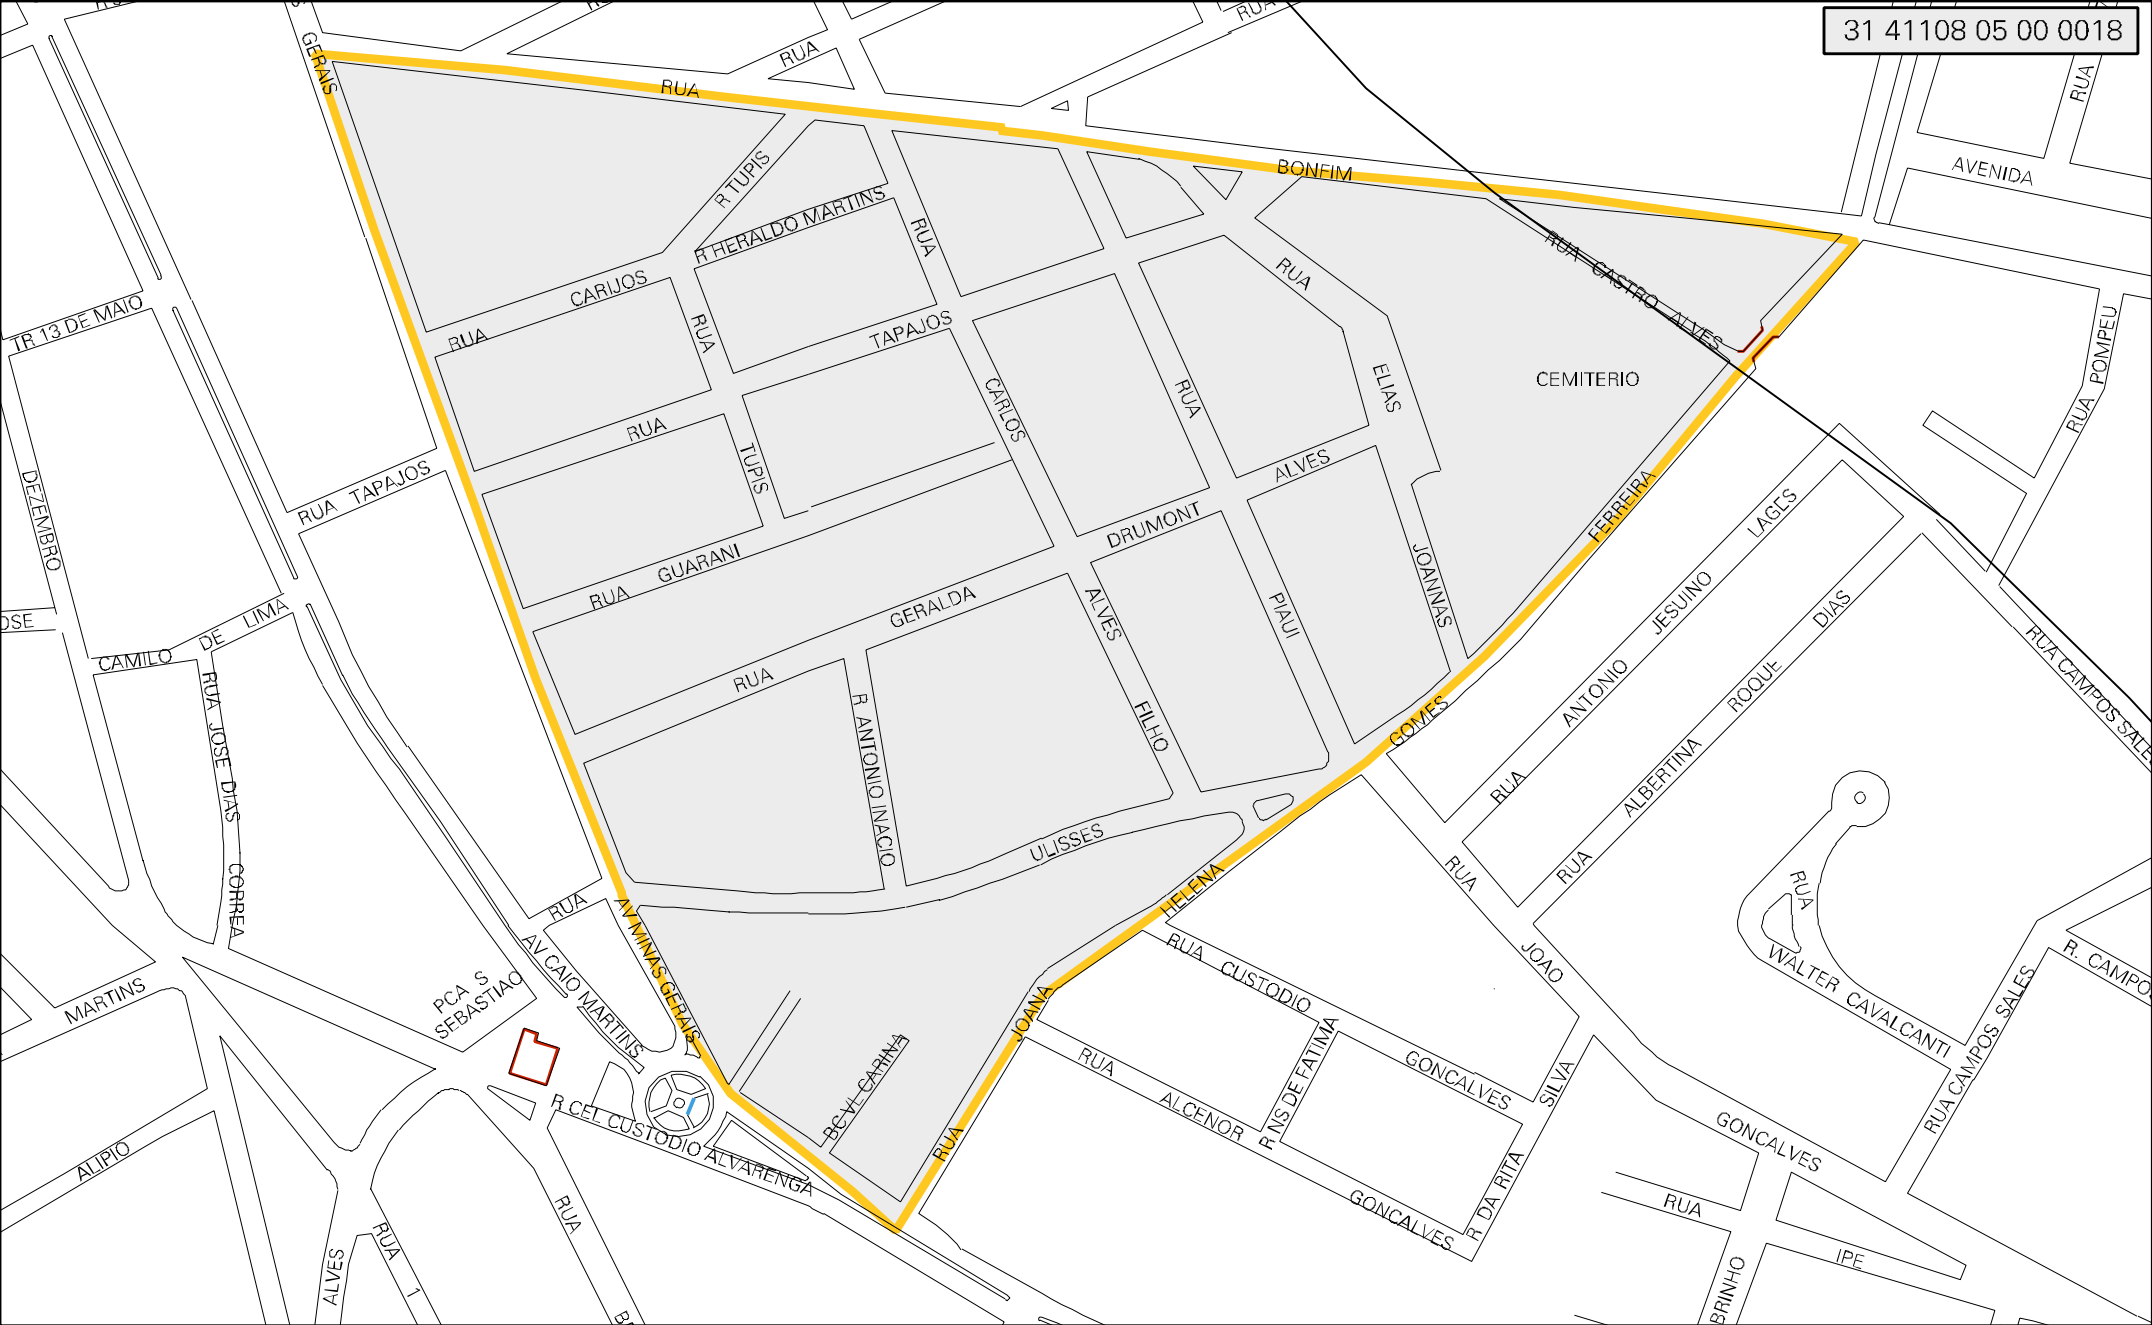 31 41108 05 00 0018
GERAIS
RUA
RUA
RUA
RUA
BONFIM
AVENIDA
R TUPIS
R HERALDO MARTINS
RUA
RUA CASTRO ALVES
RUA
CARIJOS
RUA
RUA
TAPAJOS
TR 13 DE MAIO
ELIAS
CEMITERIO
RUA POMPEU
CARLOS
RUA
RUA
TUPIS
ALVES
RUA TAPAJOS
DEZEMBRO
DRUMONT
FERREIRA
LAGES
RUA GUARANI
JOANNAS
JESUINO
GERALDA
ALVES
PIAUI
DIAS
DE LIMA
CAMILO
RUA CAMPOS SALES
RUA
ANTONIO
ROQUE
RUA JOSE DIAS
CORREA
R ANTONIO INACIO
FILHO
GOMES
ALBERTINA
RUA
ULISSES
RUA
RUA
RUA
HELENA
RUA
AV MINAS GERAIS
AV CAIO MARTINS
RUA CUSTODIO
GONCALVES
JOAO
WALTER CAVALCANTI
R. CAMPO
PCA S
SEBASTIAO
MARTINS
JOANA
RUA
ALCENOR
GONCALVES
R NS DE FATIMA
SILVA
RUA CAMPOS SALES
BC VL CARINA
R CEL CUSTODIO ALVARENGA
RUA
GONCALVES
ALIPIO
R DA RITA
RUA
IPE
RUA
RUA 1
ALVES
BRINHO